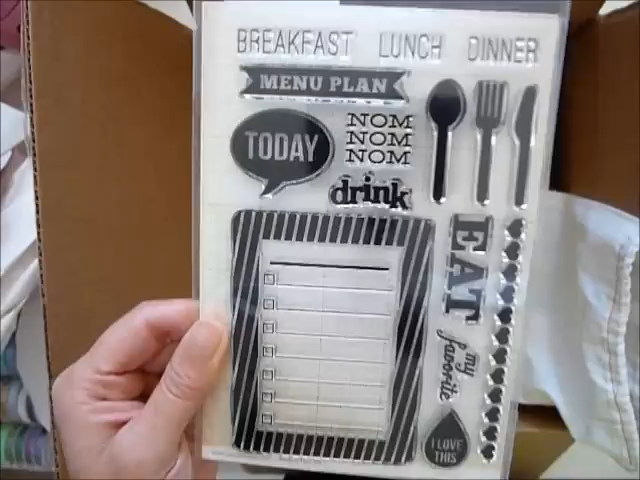 BREAKFAST LUNCH DINNER
MENU PLAN
TODAY
NOM
NOM
NOM
drink
EAT
my
favorite
I LOVE
THIS